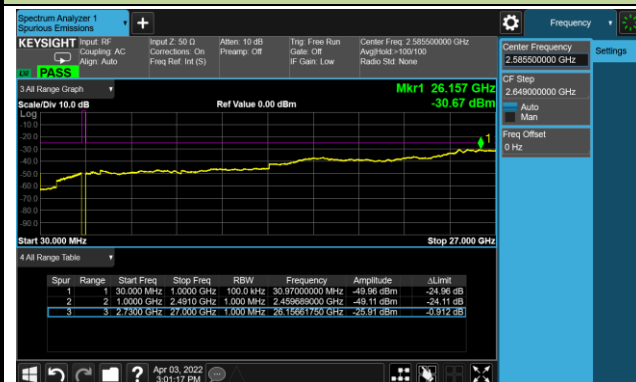 Spectrum Analyzer 1
Spurious Emissions
+
Frequency
KEYSIGHT Input: RF Input Z: 50 Ω Atten: 10 dB Trig: Free Run Center Freq: 2.585500000 GHz
Coupling: AC Corrections: On Preamp: Off Gate: Off Avg|Hold:>100/100
Align: Auto Freq Ref: Int (S) IF Gain: Low Radio Std: None
PASS
Center Frequency
2.585500000 GHz
Settings
CF Step
2.649000000 GHz
Auto
Man
Freq Offset
0 Hz
3 All Range Graph
Mkr1 26.157 GHz
Scale/Div 10.0 dB Ref Value 0.00 dBm -30.67 dBm
Log
-10.0
-20.0
-30.0
-40.0
-50.0
-60.0
-70.0
-80.0
-90.0
1
Start 30.000 MHz Stop 27.000 GHz
4 All Range Table
Spur Range Start Freq Stop Freq RBW Frequency Amplitude ΔLimit
1 1 30.000 MHz 1.0000 GHz 100.0 kHz 30.97000000 MHz -49.96 dBm -24.96 dB
2 2 1.0000 GHz 2.4910 GHz 1.000 MHz 2.459689000 GHz -49.11 dBm -24.11 dB
3 3 2.7300 GHz 27.000 GHz 1.000 MHz 26.15661750 GHz -25.91 dBm -0.912 dB
? Apr 03, 2022
3:01:17 PM